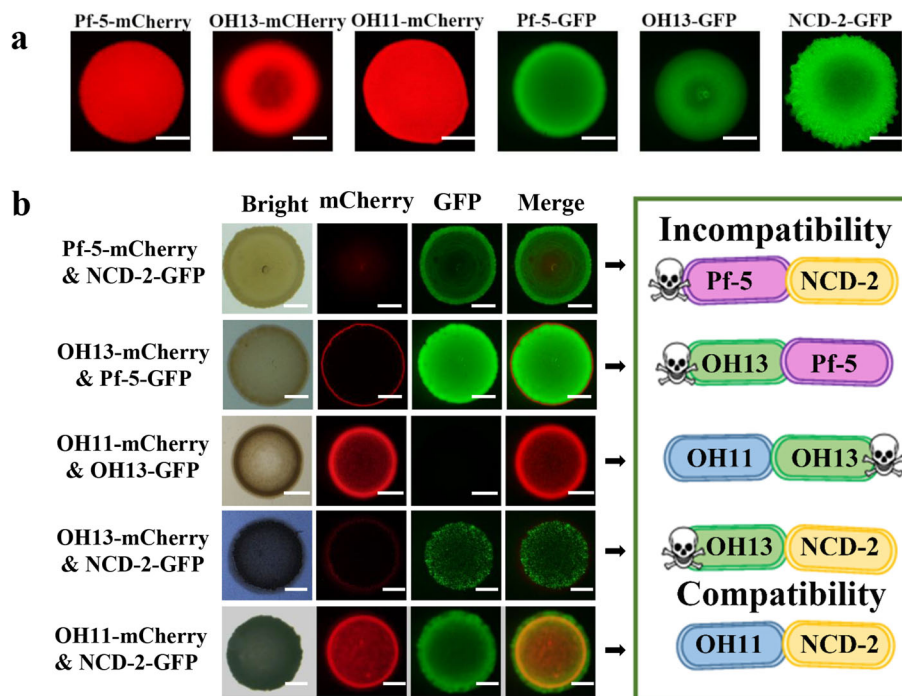 a
Pf-5-mCherry OH13-mCHerry OH11-mCherry Pf-5-GFP OH13-GFP NCD-2-GFP
b
Bright mCherry GFP Merge
Pf-5-mCherry
& NCD-2-GFP
OH13-mCherry
& Pf-5-GFP
OH11-mCherry
& OH13-GFP
OH13-mCherry
& NCD-2-GFP
OH11-mCherry
& NCD-2-GFP
Incompatibility
Pf-5 NCD-2
OH13 Pf-5
OH11 OH13
OH13 NCD-2
Compatibility
OH11 NCD-2